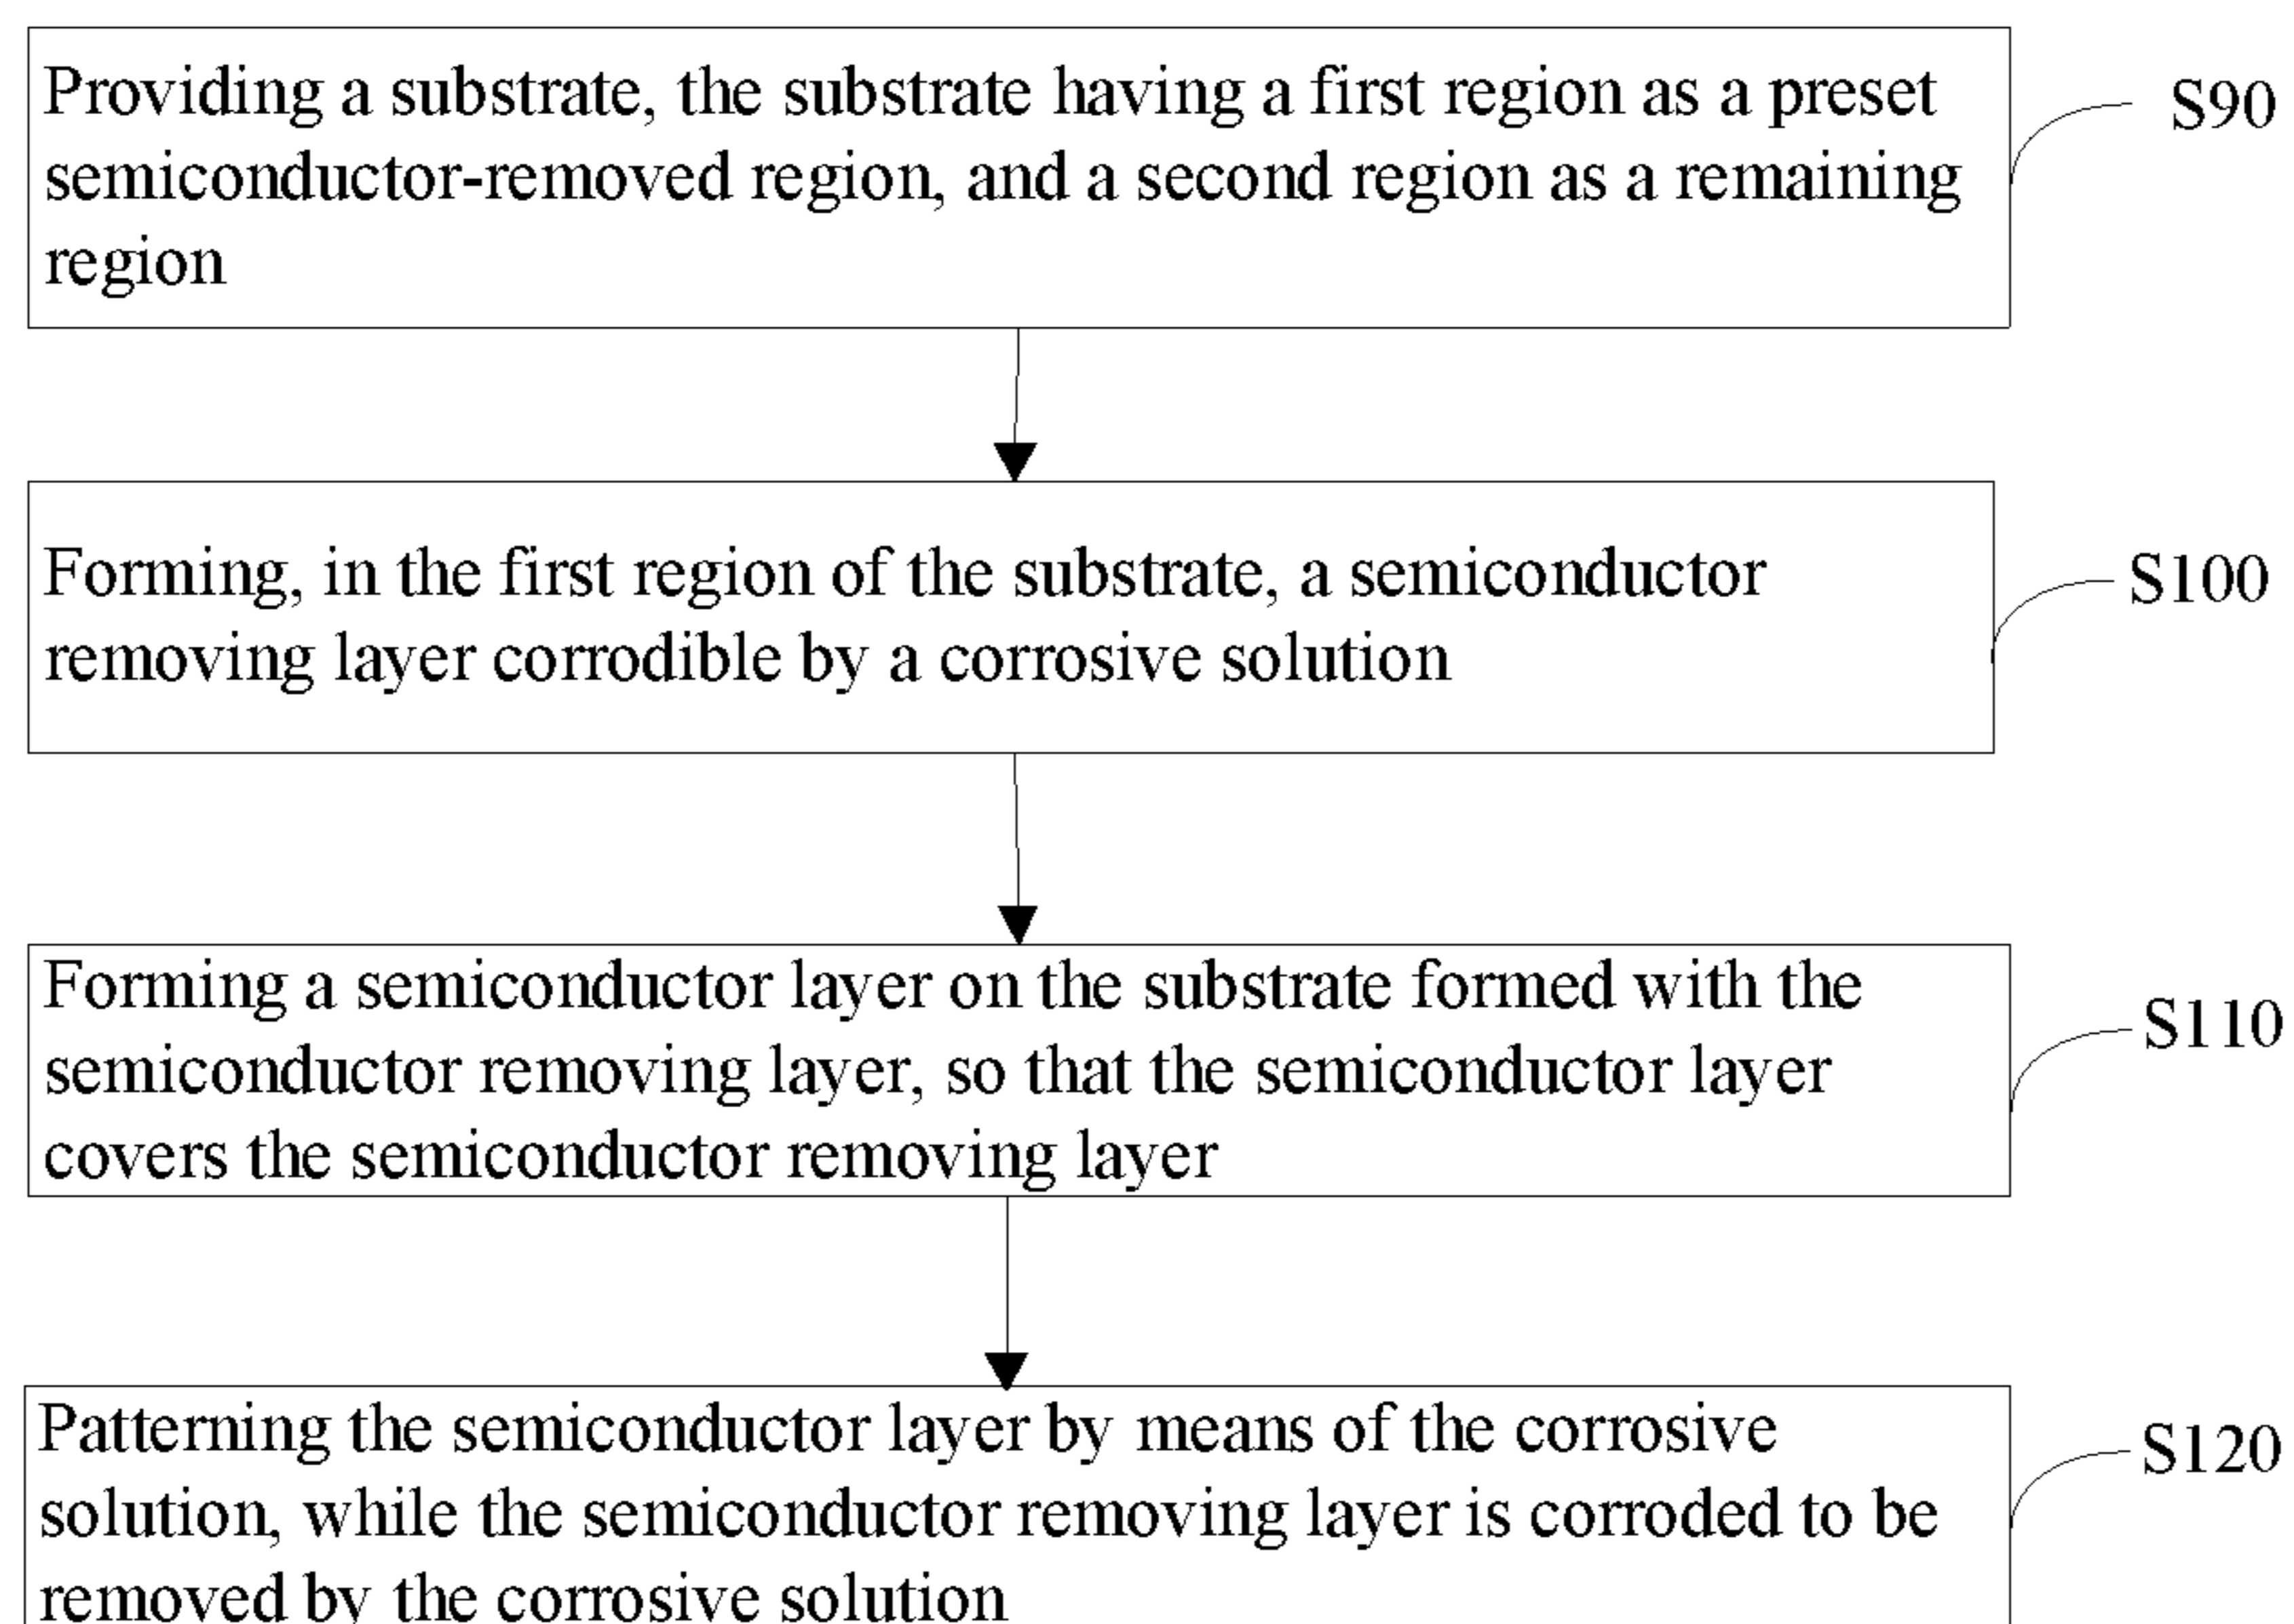 Providing a substrate, the substrate having a first region as a preset
semiconductor-removed region, and a second region as a remaining
region
S90
Forming, in the first region of the substrate, a semiconductor
removing layer corrodible by a corrosive solution
S100
Forming a semiconductor layer on the substrate formed with the
semiconductor removing layer, so that the semiconductor layer
covers the semiconductor removing layer
S110
Patterning the semiconductor layer by means of the corrosive
solution, while the semiconductor removing layer is corroded to be
removed by the corrosive solution
S120